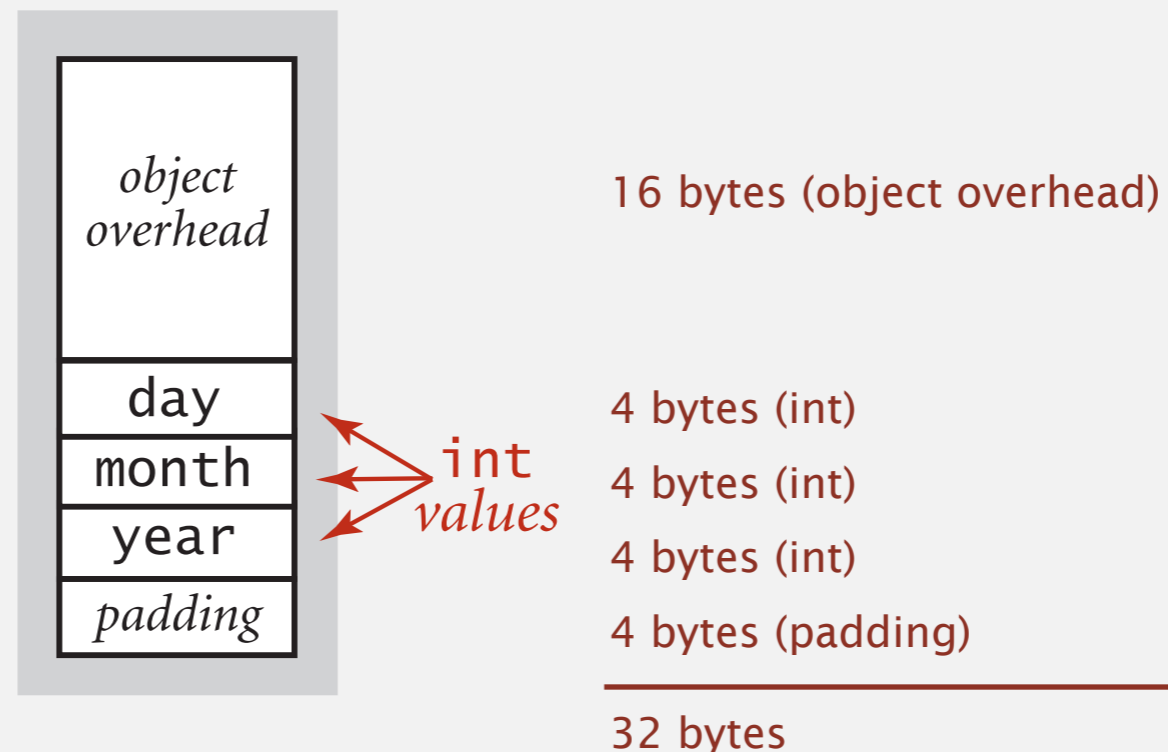 object
overhead
16 bytes (object overhead)
day
4 bytes (int)
month
int
4 bytes (int)
values
year
4 bytes (int)
padding
4 bytes (padding)
32 bytes